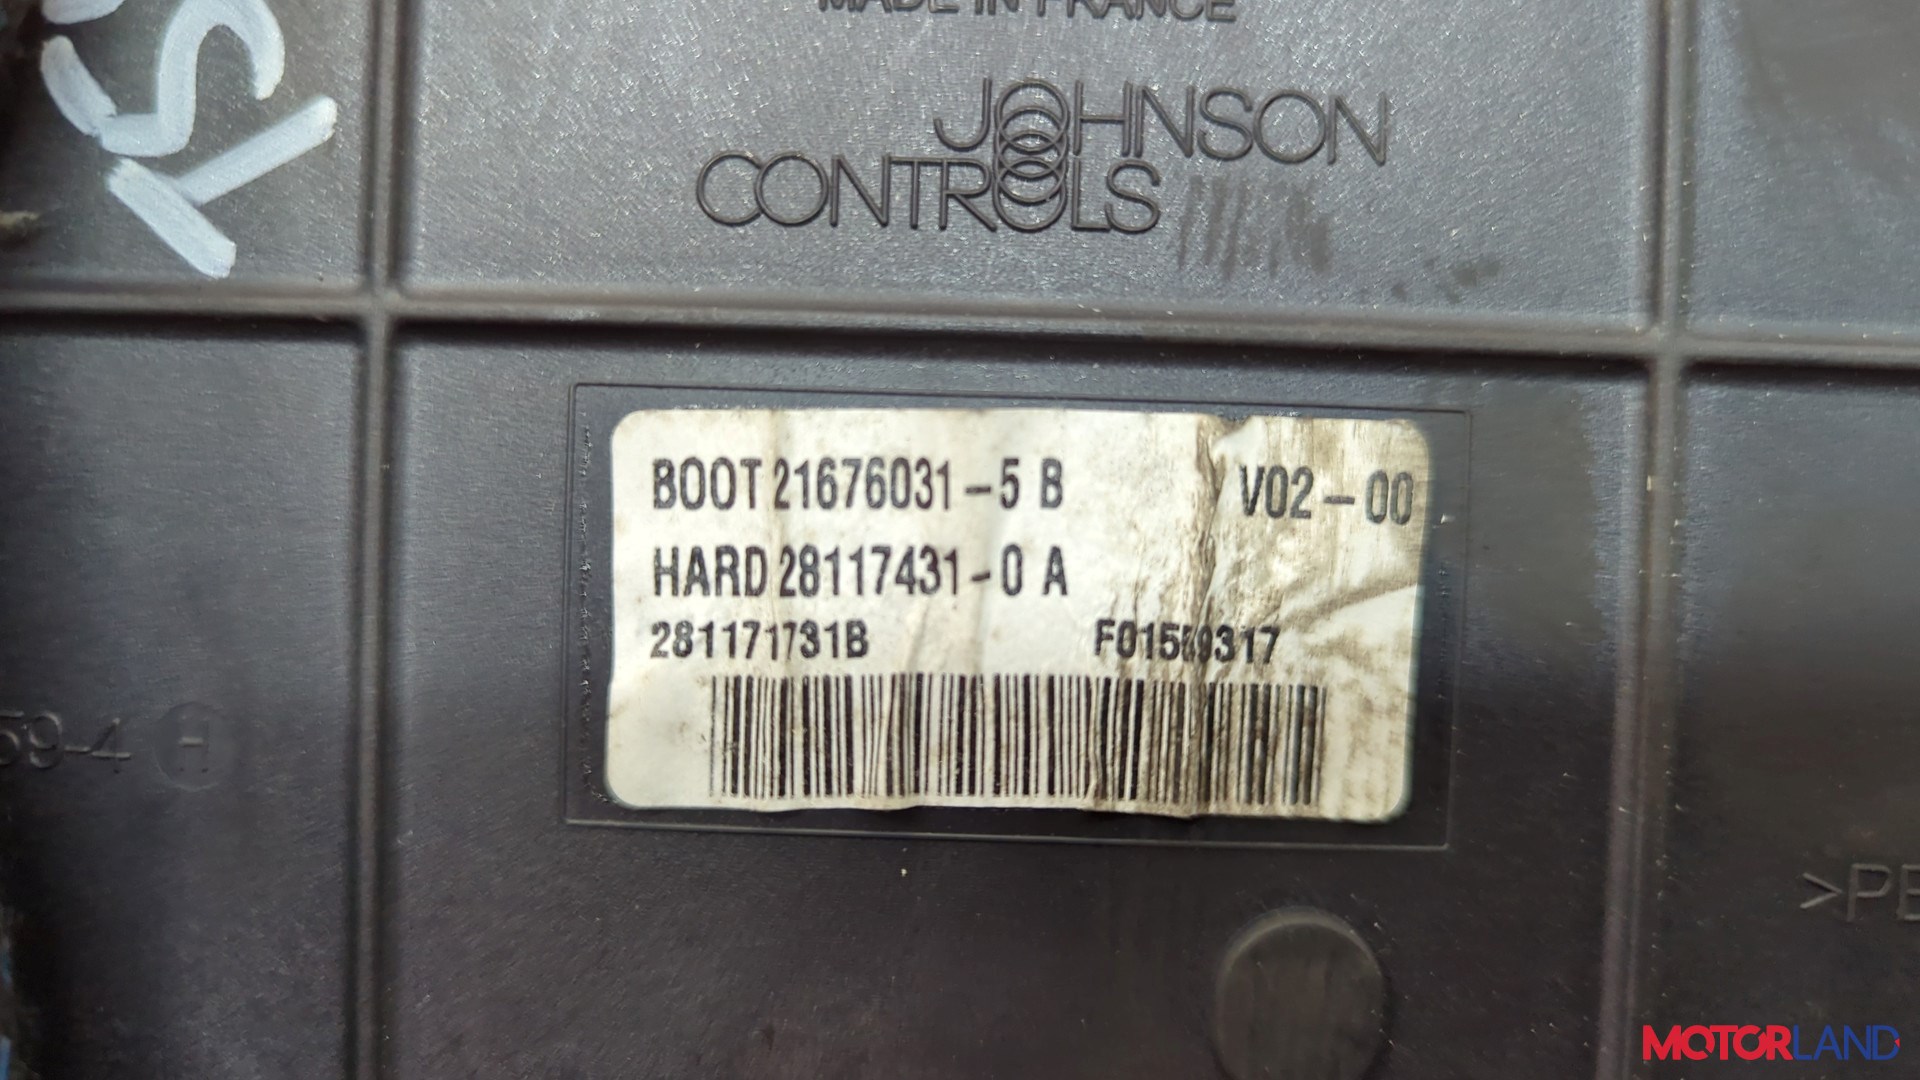 MADE IN FRANCE
JOHNSON
CONTROLS
BOOT 21676031-5 B V02-00
HARD 28117431-0 A
281171731B
59-4 H
>PE
MOTORLAND